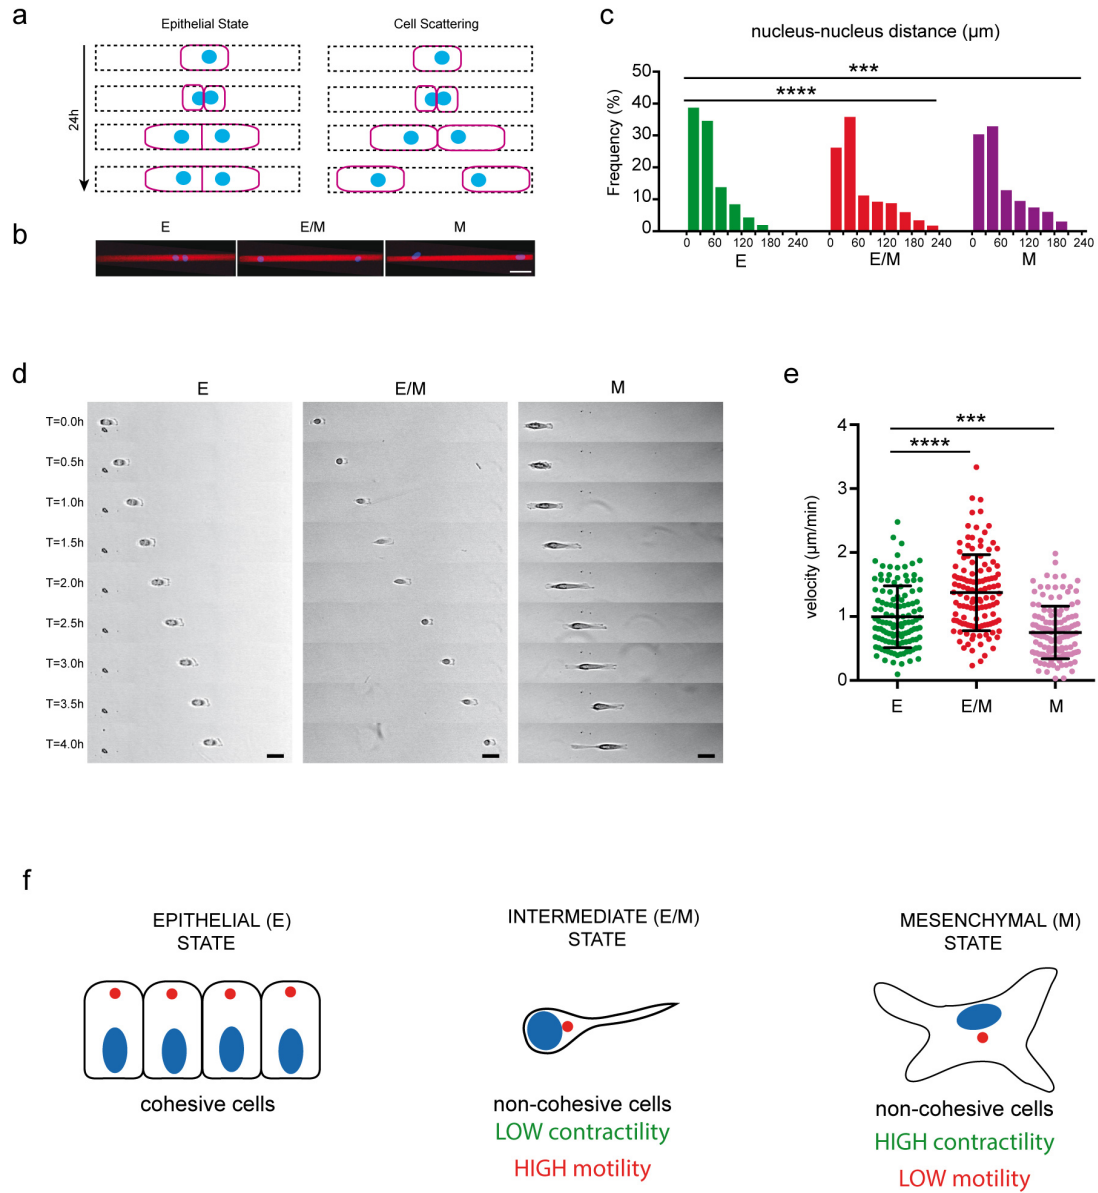 a
Epithelial State
Cell Scattering
24h
b
E
E/M
M
c
nucleus-nucleus distance (µm)
***
****
Frequency (%)
50
40
30
20
10
0
0 60 120 180 240
E
0 60 120 180 240
E/M
0 60 120 180 240
M
d
E
E/M
M
T=0.0h
T=0.5h
T=1.0h
T=1.5h
T=2.0h
T=2.5h
T=3.0h
T=3.5h
T=4.0h
e
***
****
velocity (µm/min)
4
3
2
1
0
E
E/M
M
f
EPITHELIAL (E)
STATE
cohesive cells
INTERMEDIATE (E/M)
STATE
non-cohesive cells
LOW contractility
HIGH motility
MESENCHYMAL (M)
STATE
non-cohesive cells
HIGH contractility
LOW motility